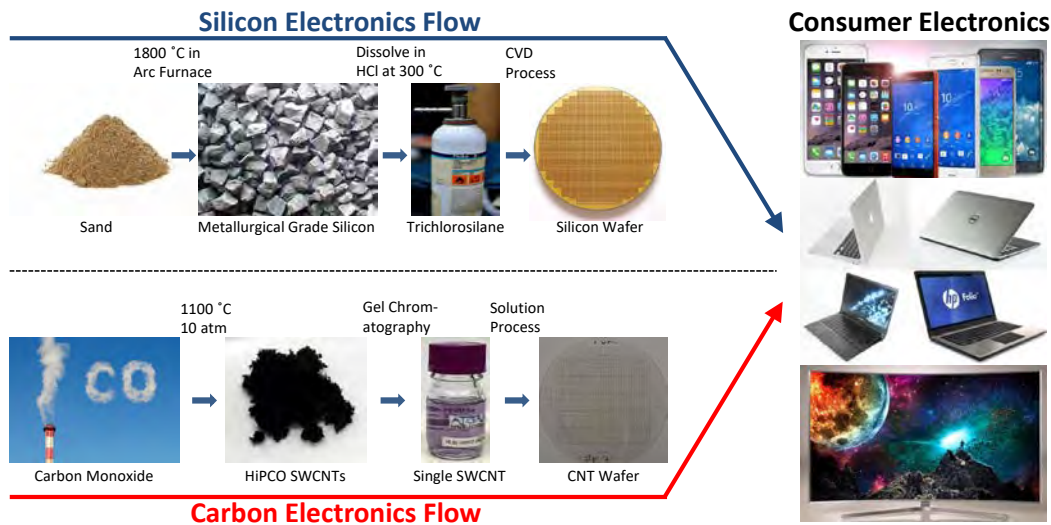 Silicon Electronics Flow
Consumer Electronics
1800 ˚C in
Arc Furnace
Dissolve in
HCl at 300 ˚C
CVD
Process
Sand
Metallurgical Grade Silicon
Trichlorosilane
Silicon Wafer
1100 ˚C
10 atm
Gel Chrom-
atography
Solution
Process
CO
Carbon Monoxide
HiPCO SWCNTs
Single SWCNT
CNT Wafer
Carbon Electronics Flow
hp
folio